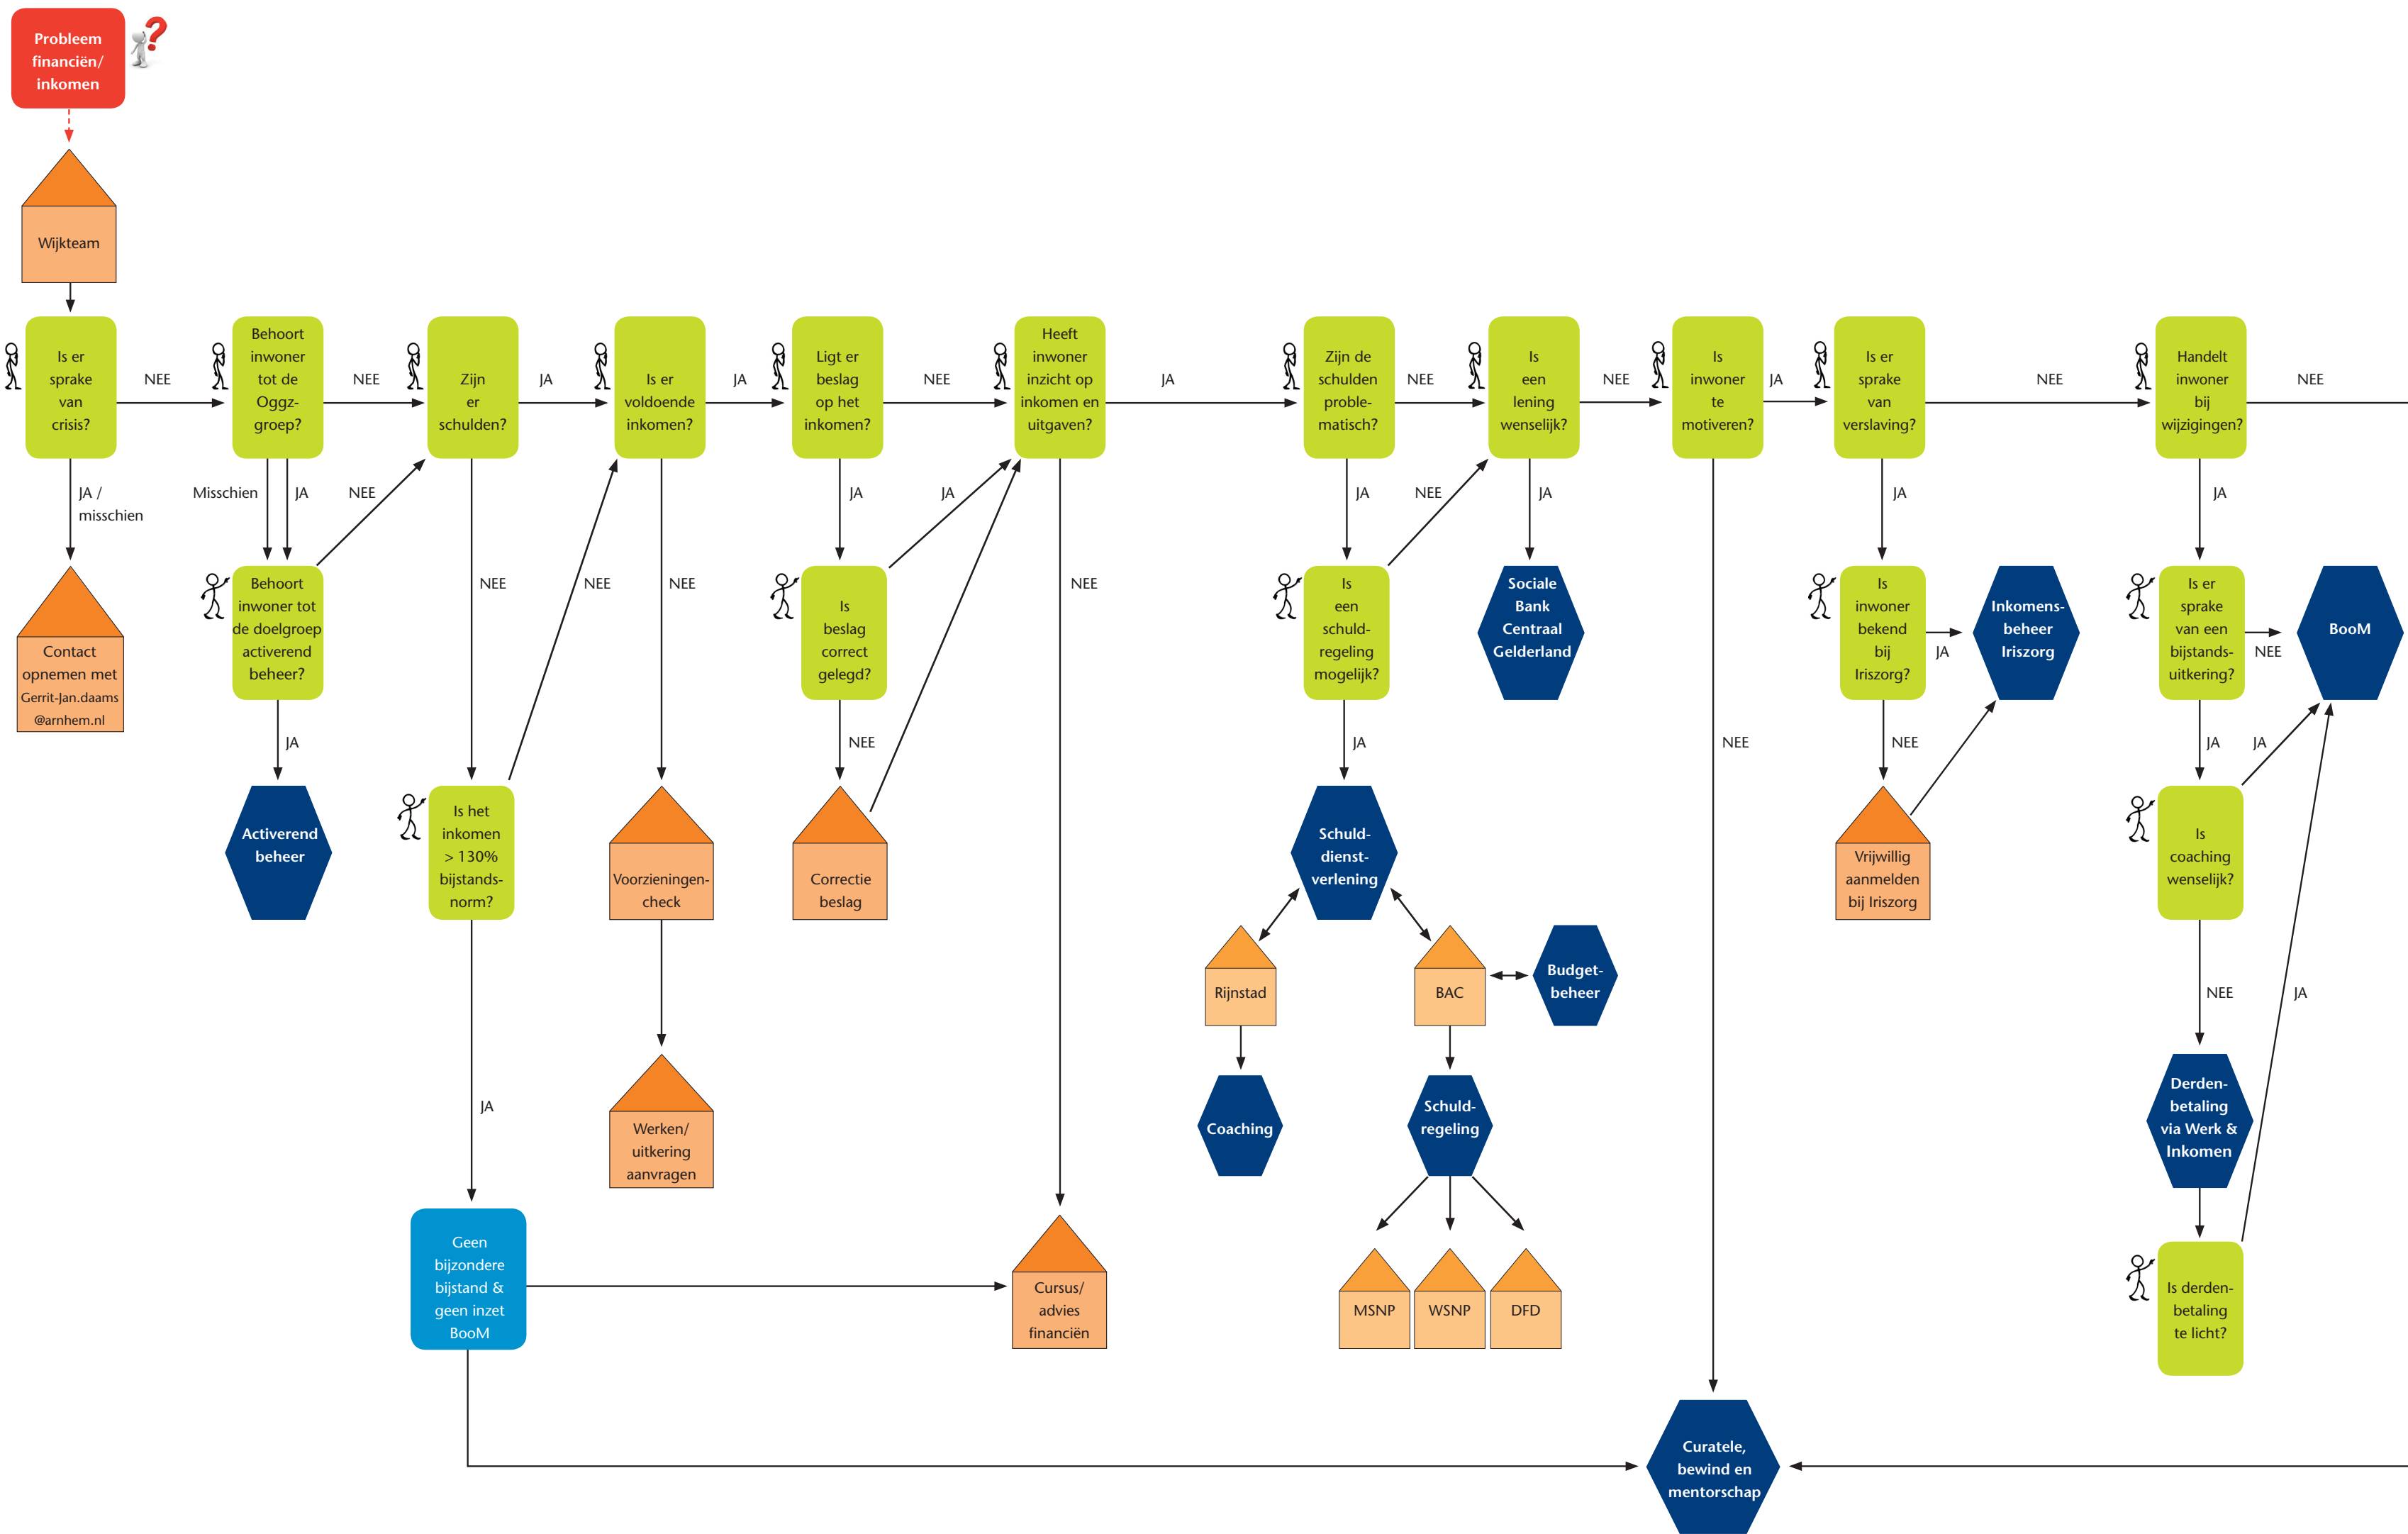 Probleem
financiën/
inkomen
Wijkteam
Is er
sprake
van
crisis?
NEE
Behoort
inwoner
tot de
Oggz-
groep?
NEE
Zijn
er
schulden?
JA
Is er
voldoende
inkomen?
JA
Ligt er
beslag
op het
inkomen?
NEE
Heeft
inwoner
inzicht op
inkomen en
uitgaven?
JA
Zijn de
schulden
proble-
matisch?
NEE
Is
een
lening
wenselijk?
NEE
Is
inwoner
te
motiveren?
JA
Is er
sprake
van
verslaving?
NEE
Handelt
inwoner
bij
wijzigingen?
NEE
JA /
misschien
Misschien
JA
NEE
JA
JA
JA
NEE
JA
JA
JA
Contact
opnemen met
Gerrit-Jan.daams
@arnhem.nl
Behoort
inwoner tot
de doelgroep
activerend
beheer?
NEE
NEE
NEE
Is
beslag
correct
gelegd?
NEE
Is
een
schuld-
regeling
mogelijk?
Sociale
Bank
Centraal
Gelderland
Is
inwoner
bekend
bij
Iriszorg?
JA
Inkomens-
beheer
Iriszorg
Is er
sprake
van een
bijstands-
uitkering?
NEE
BooM
JA
NEE
JA
NEE
NEE
JA
JA
Activerend
beheer
Is het
inkomen
> 130%
bijstands-
norm?
Voorzieningen-
check
Correctie
beslag
Schuld-
dienst-
verlening
Vrijwillig
aanmelden
bij Iriszorg
Is
coaching
wenselijk?
Rijnstad
BAC
Budget-
beheer
NEE
JA
JA
Werken/
uitkering
aanvragen
Coaching
Schuld-
regeling
Derden-
betaling
via Werk &
Inkomen
Geen
bijzondere
bijstand &
geen inzet
BooM
Cursus/
advies
financiën
MSNP
WSNP
DFD
Is derden-
betaling
te licht?
Curatele,
bewind en
mentorschap